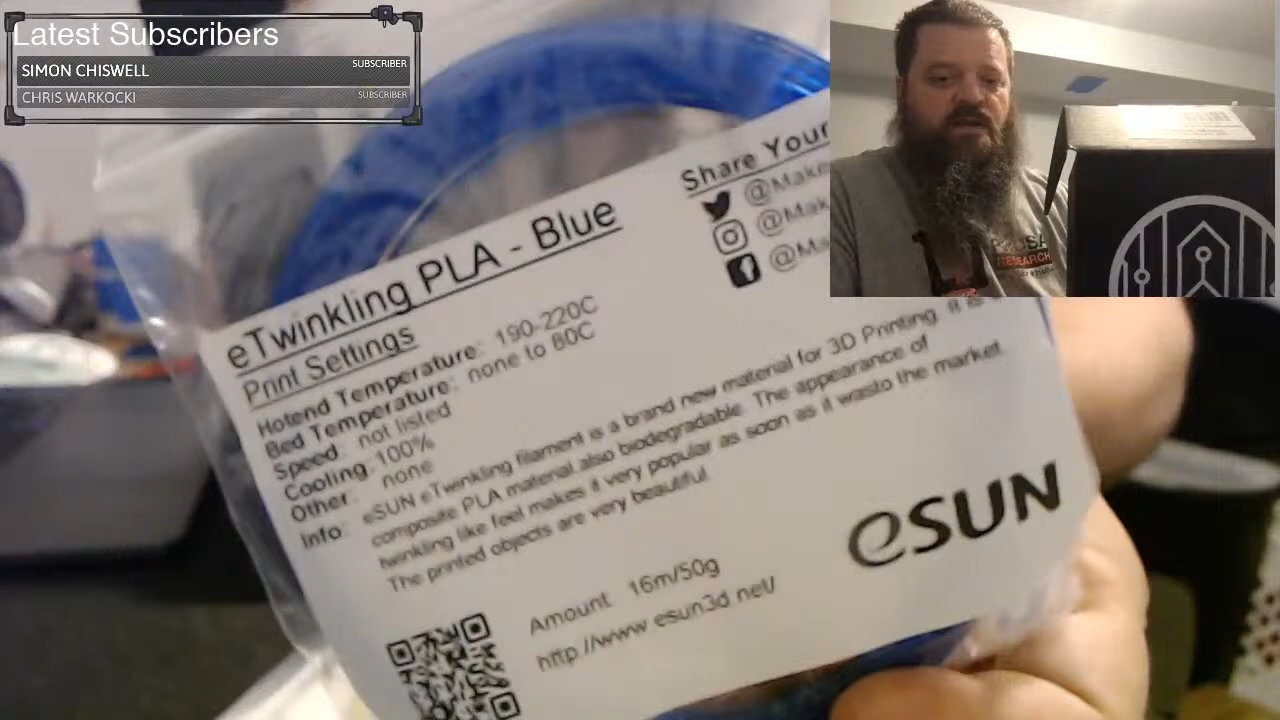 Latest Subscribers
SIMON CHISWELL SUBSCRIBER
CHRIS WARKOCKI SUBSCRIBER
eTwinkling PLA - Blue
Print Settings
Hotend Temperature: 190-220C
Bed Temperature: none to 80C
Speed: not listed
Cooling: 100%
Other: none
Info: eSUN eTwinkling filament is a brand new material for 3D Printing. It is
composite PLA material also biodegradable. The appearance of
twinkling like feel makes it very popular as soon as it wasto the market.
The printed objects are very beautiful.
Amount 16m/50g
http://www.esun3d.net/
eSUN
Share Your
@Make
@Mak
@Ma
RESEARCH